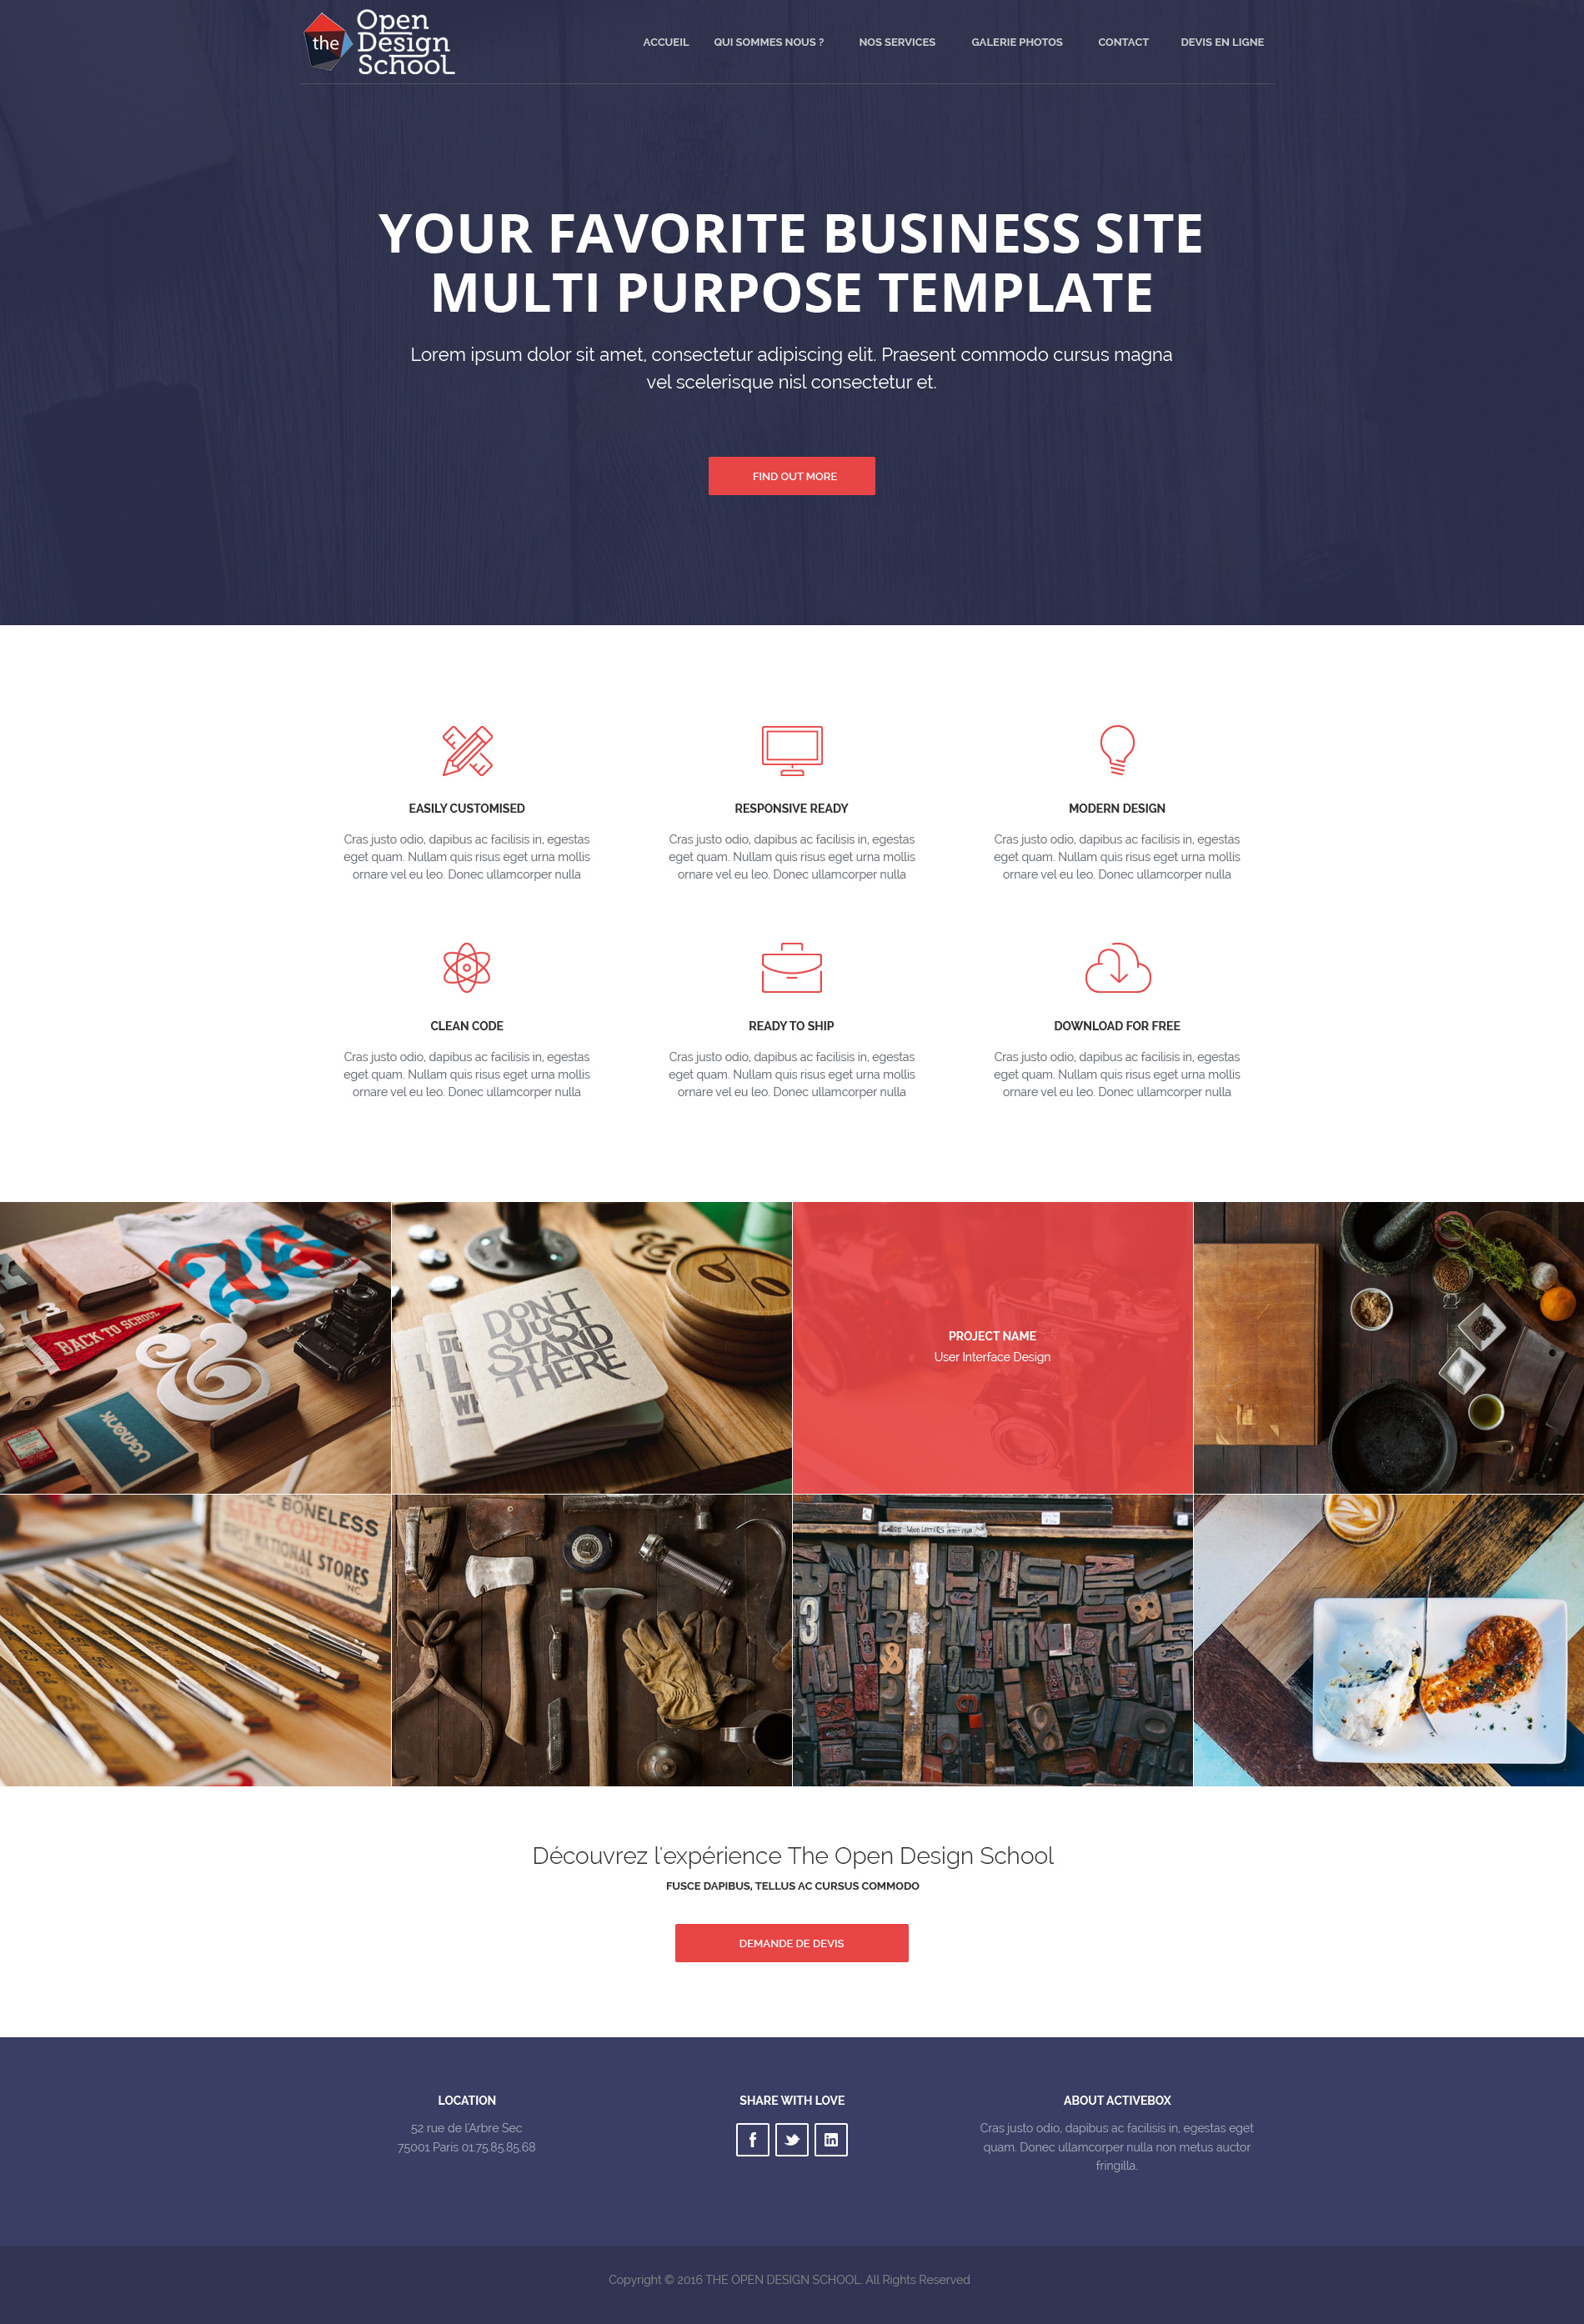 the
Open
Design
School
ACCUEIL QUI SOMMES NOUS ? NOS SERVICES GALERIE PHOTOS CONTACT DEVIS EN LIGNE
YOUR FAVORITE BUSINESS SITE
MULTI PURPOSE TEMPLATE
Lorem ipsum dolor sit amet, consectetur adipiscing elit. Praesent commodo cursus magna
vel scelerisque nisl consectetur et.
FIND OUT MORE
EASILY CUSTOMISED
Cras justo odio, dapibus ac facilisis in, egestas
eget quam. Nullam quis risus eget urna mollis
ornare vel eu leo. Donec ullamcorper nulla
RESPONSIVE READY
Cras justo odio, dapibus ac facilisis in, egestas
eget quam. Nullam quis risus eget urna mollis
ornare vel eu leo. Donec ullamcorper nulla
MODERN DESIGN
Cras justo odio, dapibus ac facilisis in, egestas
eget quam. Nullam quis risus eget urna mollis
ornare vel eu leo. Donec ullamcorper nulla
CLEAN CODE
Cras justo odio, dapibus ac facilisis in, egestas
eget quam. Nullam quis risus eget urna mollis
ornare vel eu leo. Donec ullamcorper nulla
READY TO SHIP
Cras justo odio, dapibus ac facilisis in, egestas
eget quam. Nullam quis risus eget urna mollis
ornare vel eu leo. Donec ullamcorper nulla
DOWNLOAD FOR FREE
Cras justo odio, dapibus ac facilisis in, egestas
eget quam. Nullam quis risus eget urna mollis
ornare vel eu leo. Donec ullamcorper nulla
BACK TO SCHOOL
&
DON'T
JUST
STAND
THERE
PROJECT NAME
User Interface Design
BONELESS
STORES
INC.
Découvrez l'expérience The Open Design School
FUSCE DAPIBUS, TELLUS AC CURSUS COMMODO
DEMANDE DE DEVIS
LOCATION
52 rue de l'Arbre Sec
75001 Paris 01.75.85.85.68
SHARE WITH LOVE
f in
ABOUT ACTIVEBOX
Cras justo odio, dapibus ac facilisis in, egestas eget
quam. Donec ullamcorper nulla non metus auctor
fringilla.
Copyright © 2016 THE OPEN DESIGN SCHOOL. All Rights Reserved